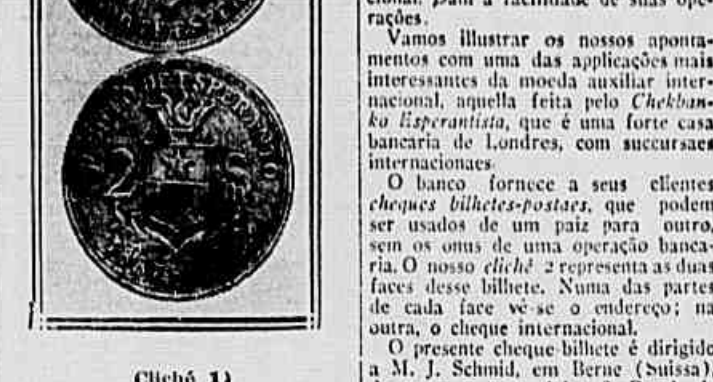 2 S
Cliché 1)
rações.
Vamos illustrar os nossos aponta-
mentos com uma das applicações mais
interessantes da moeda auxiliar inter-
nacional, aquella feita pelo Chekban-
ko Esperantista, que é uma forte casa
bancaria de Londres, com succursaes
internacionaes.
O banco fornece a seus clientes
cheques bilhetes-postaes, que podem
ser usados de um paiz para outro,
sem os onus de uma operação banca-
ria. O nosso cliché 2 representa as duas
faces desse bilhete. Numa das partes
de cada face vê-se o endereço; na
outra, o cheque internacional.
O presente cheque-bilhete é dirigido
a M. J. Schmid, em Berne (Suissa),